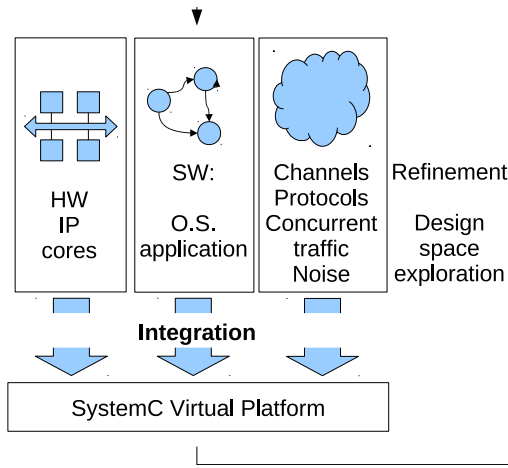 HW
IP
cores
SW:
O.S.
application
Channels
Protocols
Concurrent
traffic
Noise
Refinement
Design
space
exploration
Integration
SystemC Virtual Platform